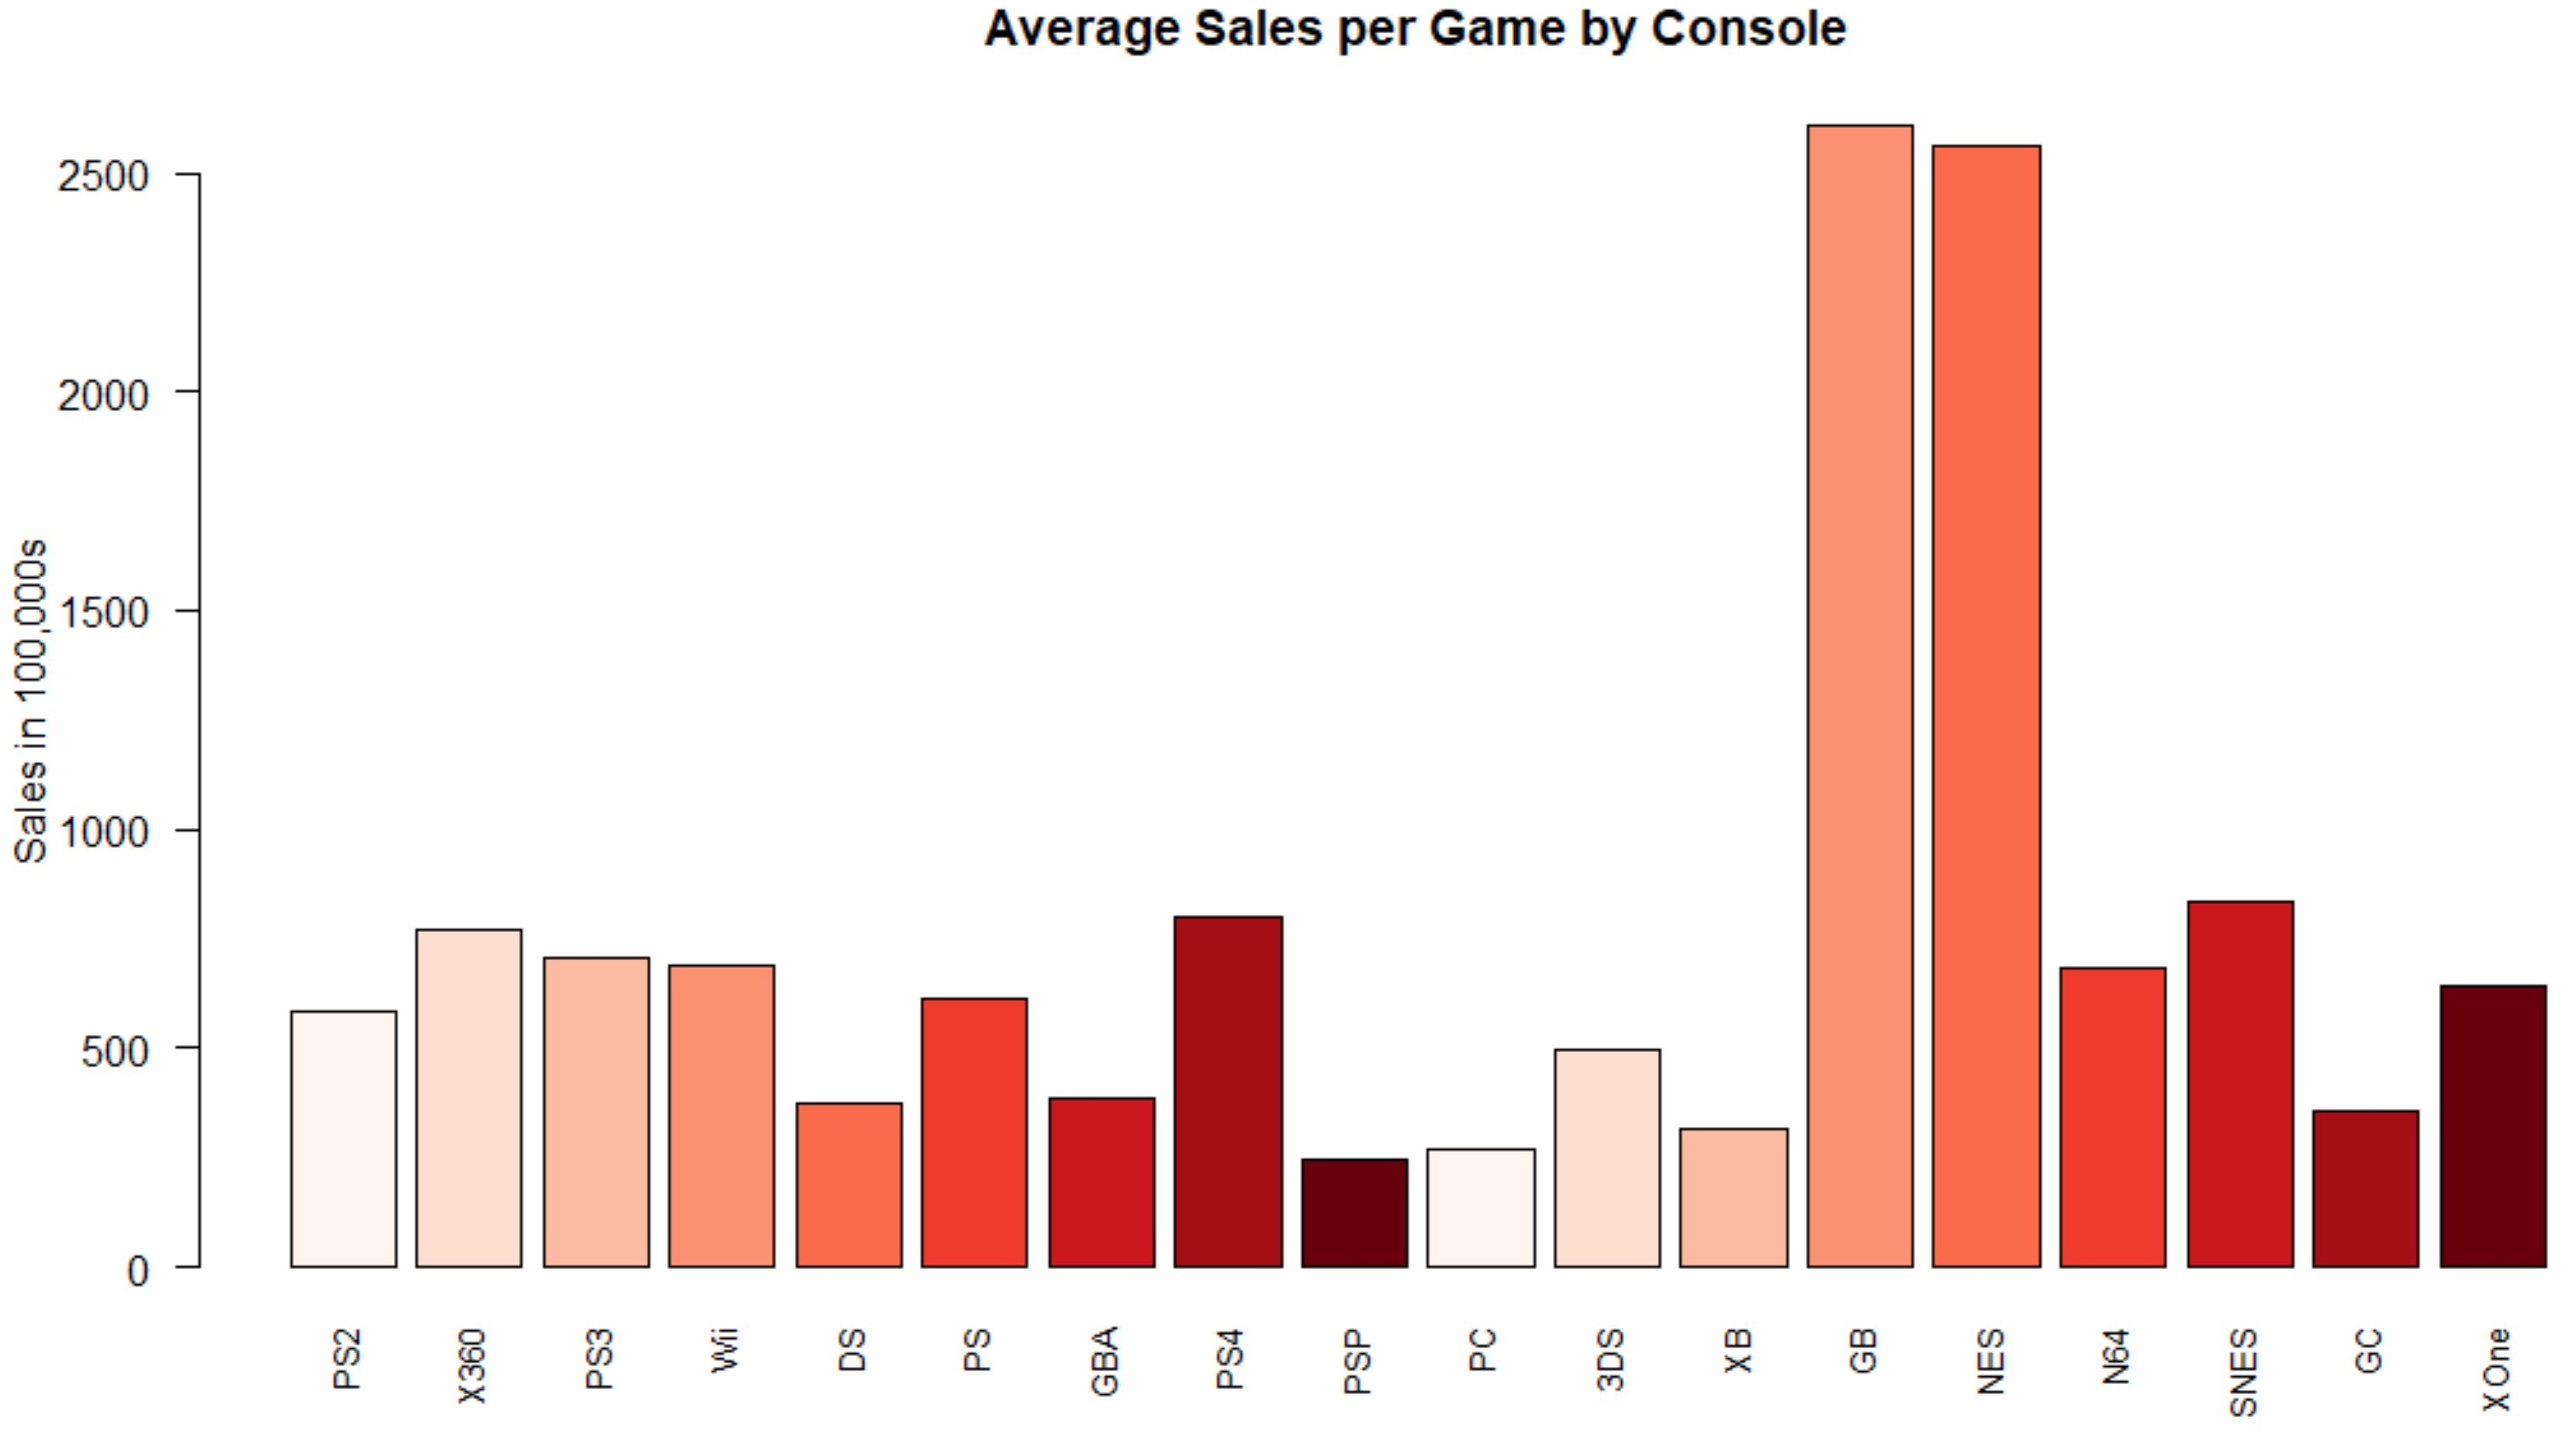 Average Sales per Game by Console
Sales in 100,000s
2500
2000
1500
1000
500
0
PS2
X360
PS3
Wii
DS
PS
GBA
PS4
PSP
PC
3DS
XB
GB
NES
N64
SNES
GC
XOne